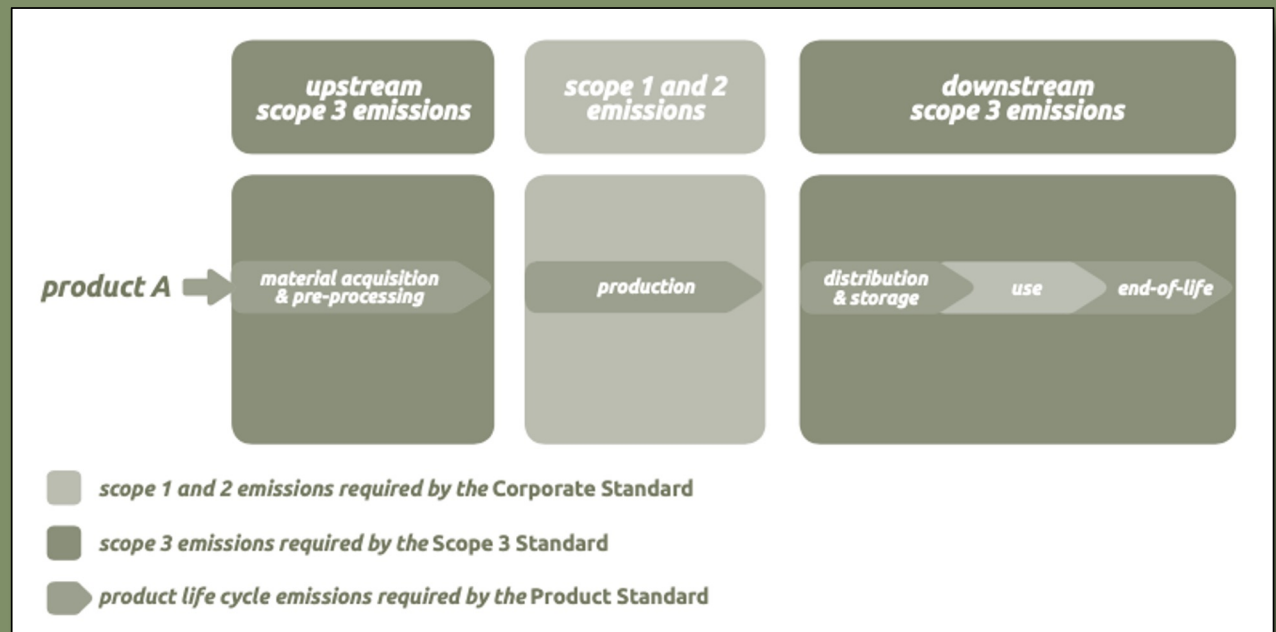 upstream
scope 3 emissions
scope 1 and 2
emissions
downstream
scope 3 emissions
product A
material acquisition
& pre-processing
production
distribution
& storage
use
end-of-life
scope 1 and 2 emissions required by the Corporate Standard
scope 3 emissions required by the Scope 3 Standard
product life cycle emissions required by the Product Standard